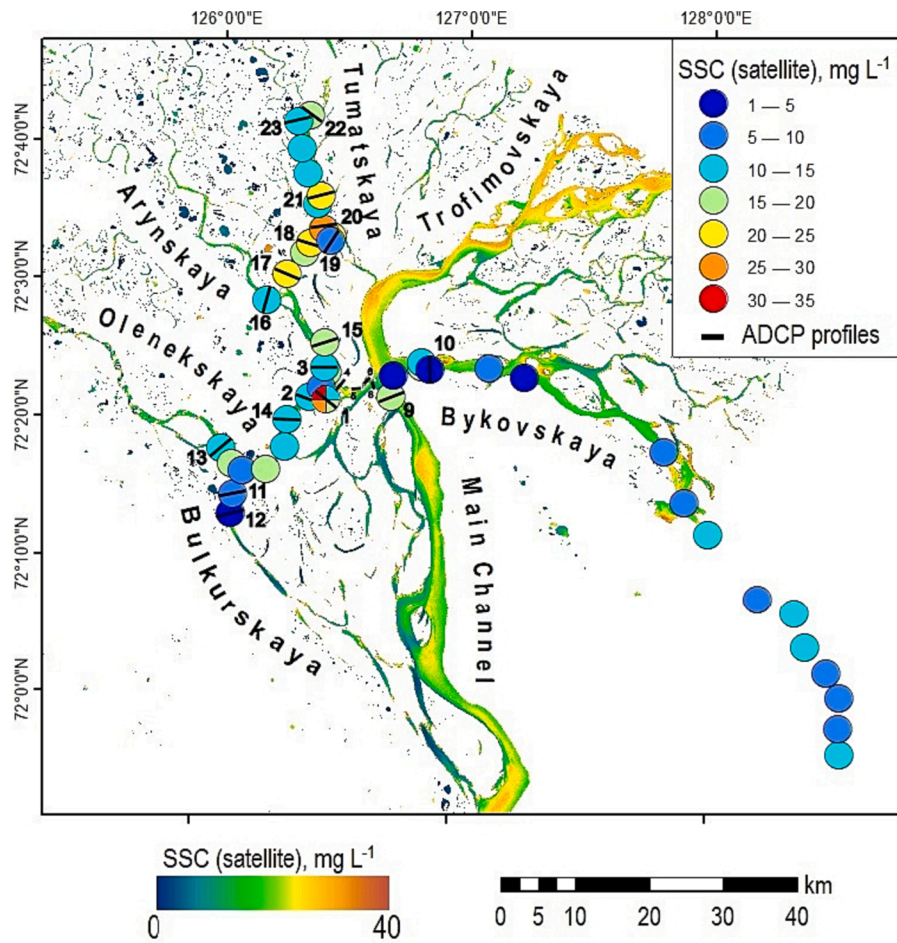 126°0'0"E
127°0'0"E
128°0'0"E
SSC (satellite), mg L-1
1 — 5
5 — 10
10 — 15
15 — 20
20 — 25
25 — 30
30 — 35
ADCP profiles
72°40'0"N
72°30'0"N
72°20'0"N
72°10'0"N
72°0'0"N
Tumatskaya
Trofimovskaya
Arynskaya
Olenekskaya
Bulkurskaya
Bykovskaya
Main Channel
23
22
21
20
18
19
17
16
15
3
10
2
1
9
14
13
11
12
SSC (satellite), mg L-1
0
40
km
0 5 10 20 30 40